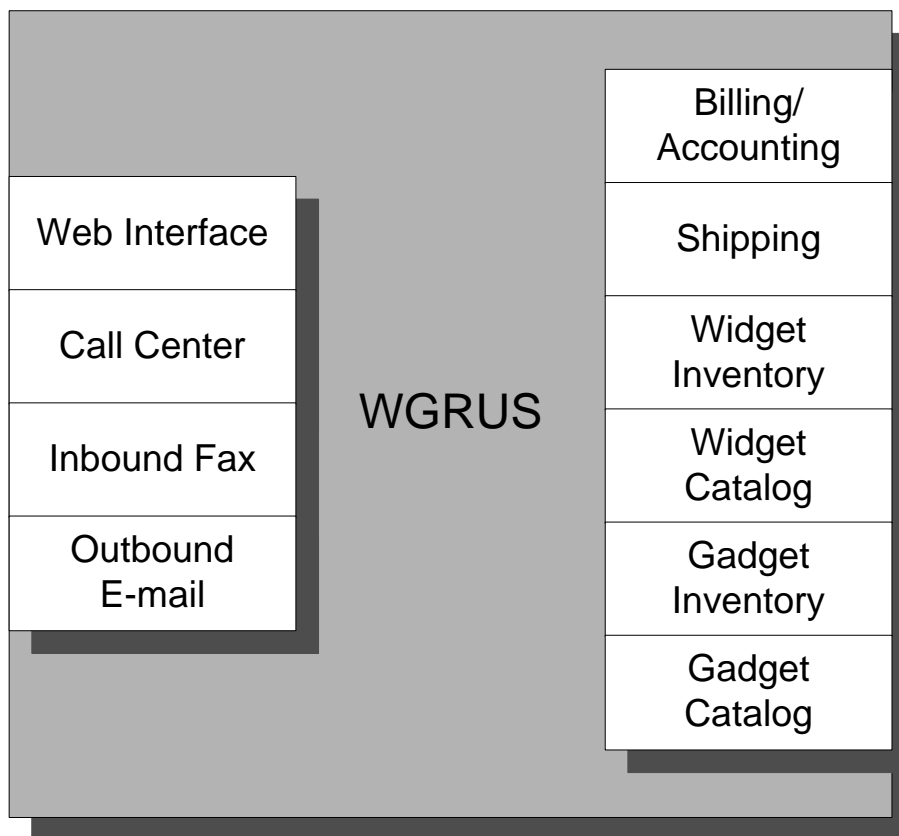 Web Interface
Call Center
Inbound Fax
Outbound
E-mail
WGRUS
Billing/
Accounting
Shipping
Widget
Inventory
Widget
Catalog
Gadget
Inventory
Gadget
Catalog